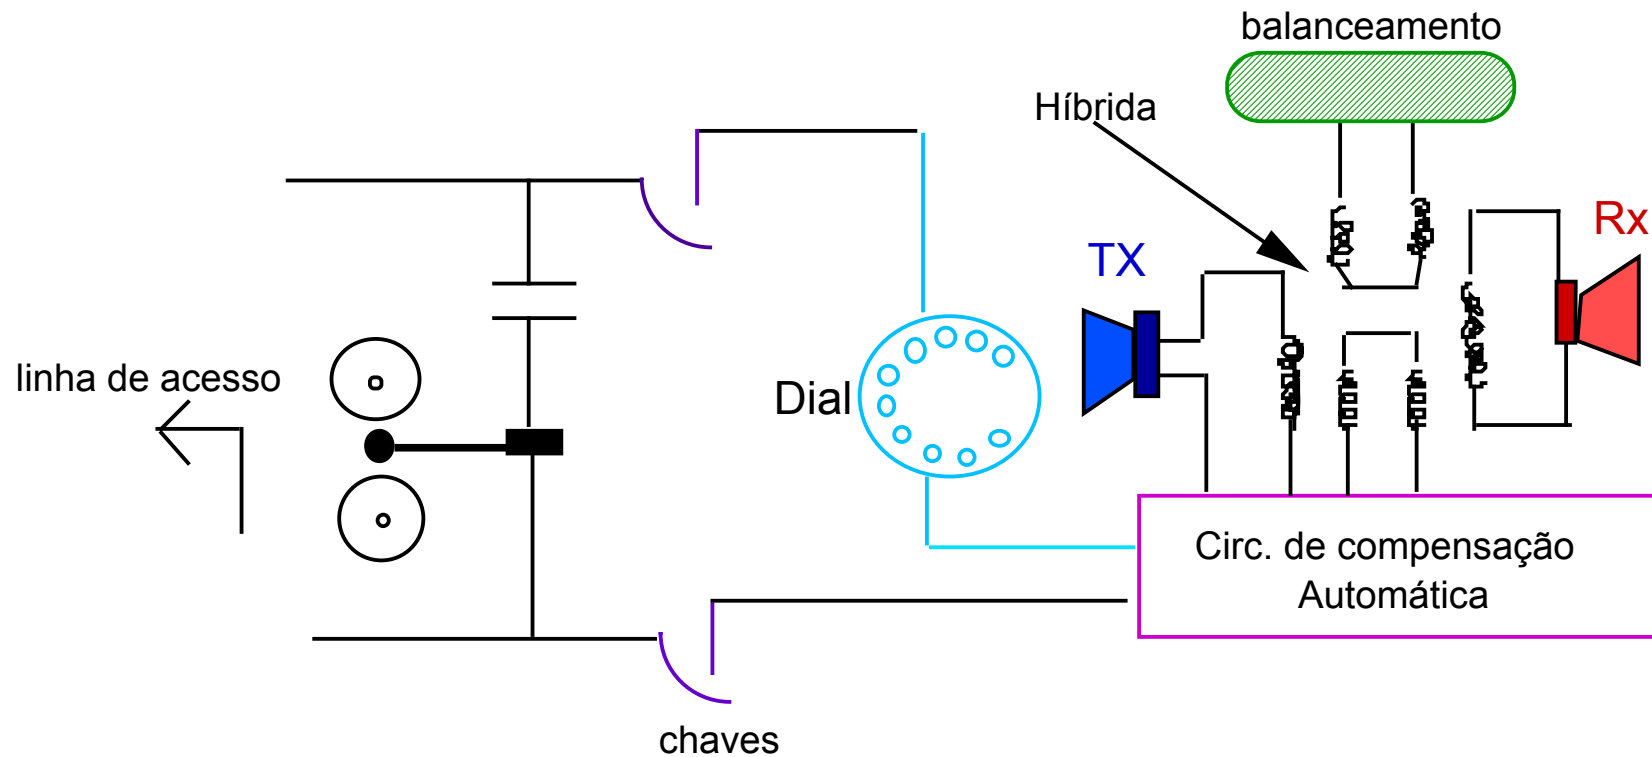 balanceamento
Híbrida
Rx
TX
linha de acesso
Dial
Circ. de compensação
Automática
chaves